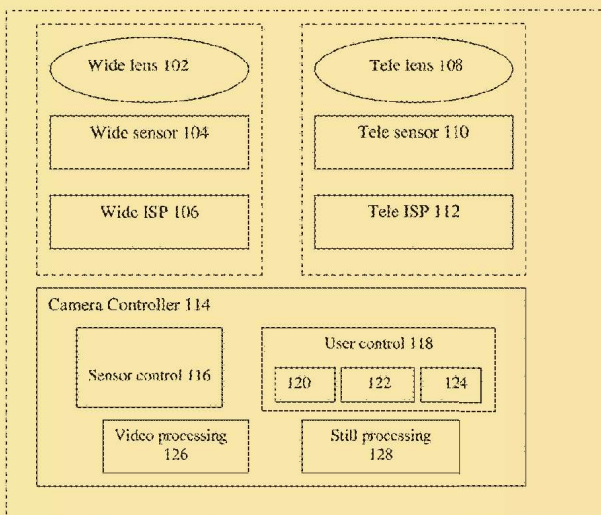 Wide lens 102
Tele lens 108
Wide sensor 104
Tele sensor 110
Wide ISP 106
Tele ISP 112
Camera Controller 114
User control 118
Sensor control 116
120
122
124
Video processing
126
Still processing
128